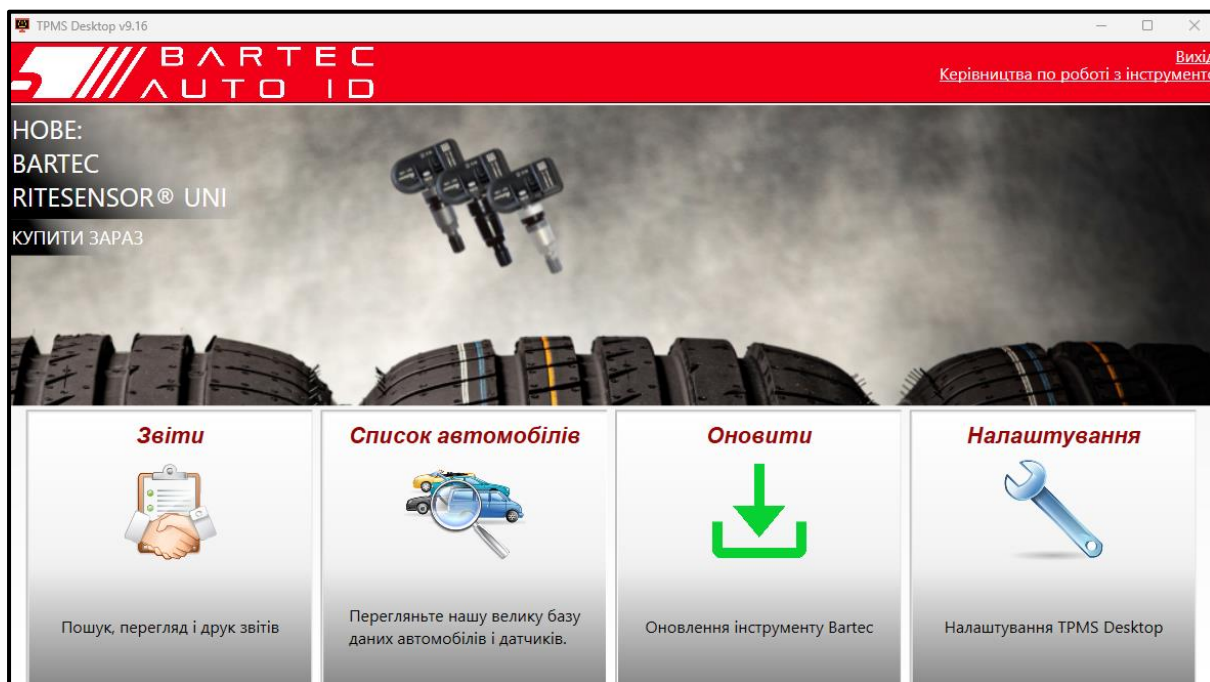 TPMS Desktop v9.16
BARTEC
AUTO ID
Вихід
Керівництва по роботі з інструменто
НОВЕ:
BARTEC
RITESENSOR® UNI
КУПИТИ ЗАРАЗ
Звіти
Список автомобілів
Оновити
Налаштування
Пошук, перегляд і друк звітів
Перегляньте нашу велику базу
даних автомобілів і датчиків.
Оновлення інструменту Bartec
Налаштування TPMS Desktop